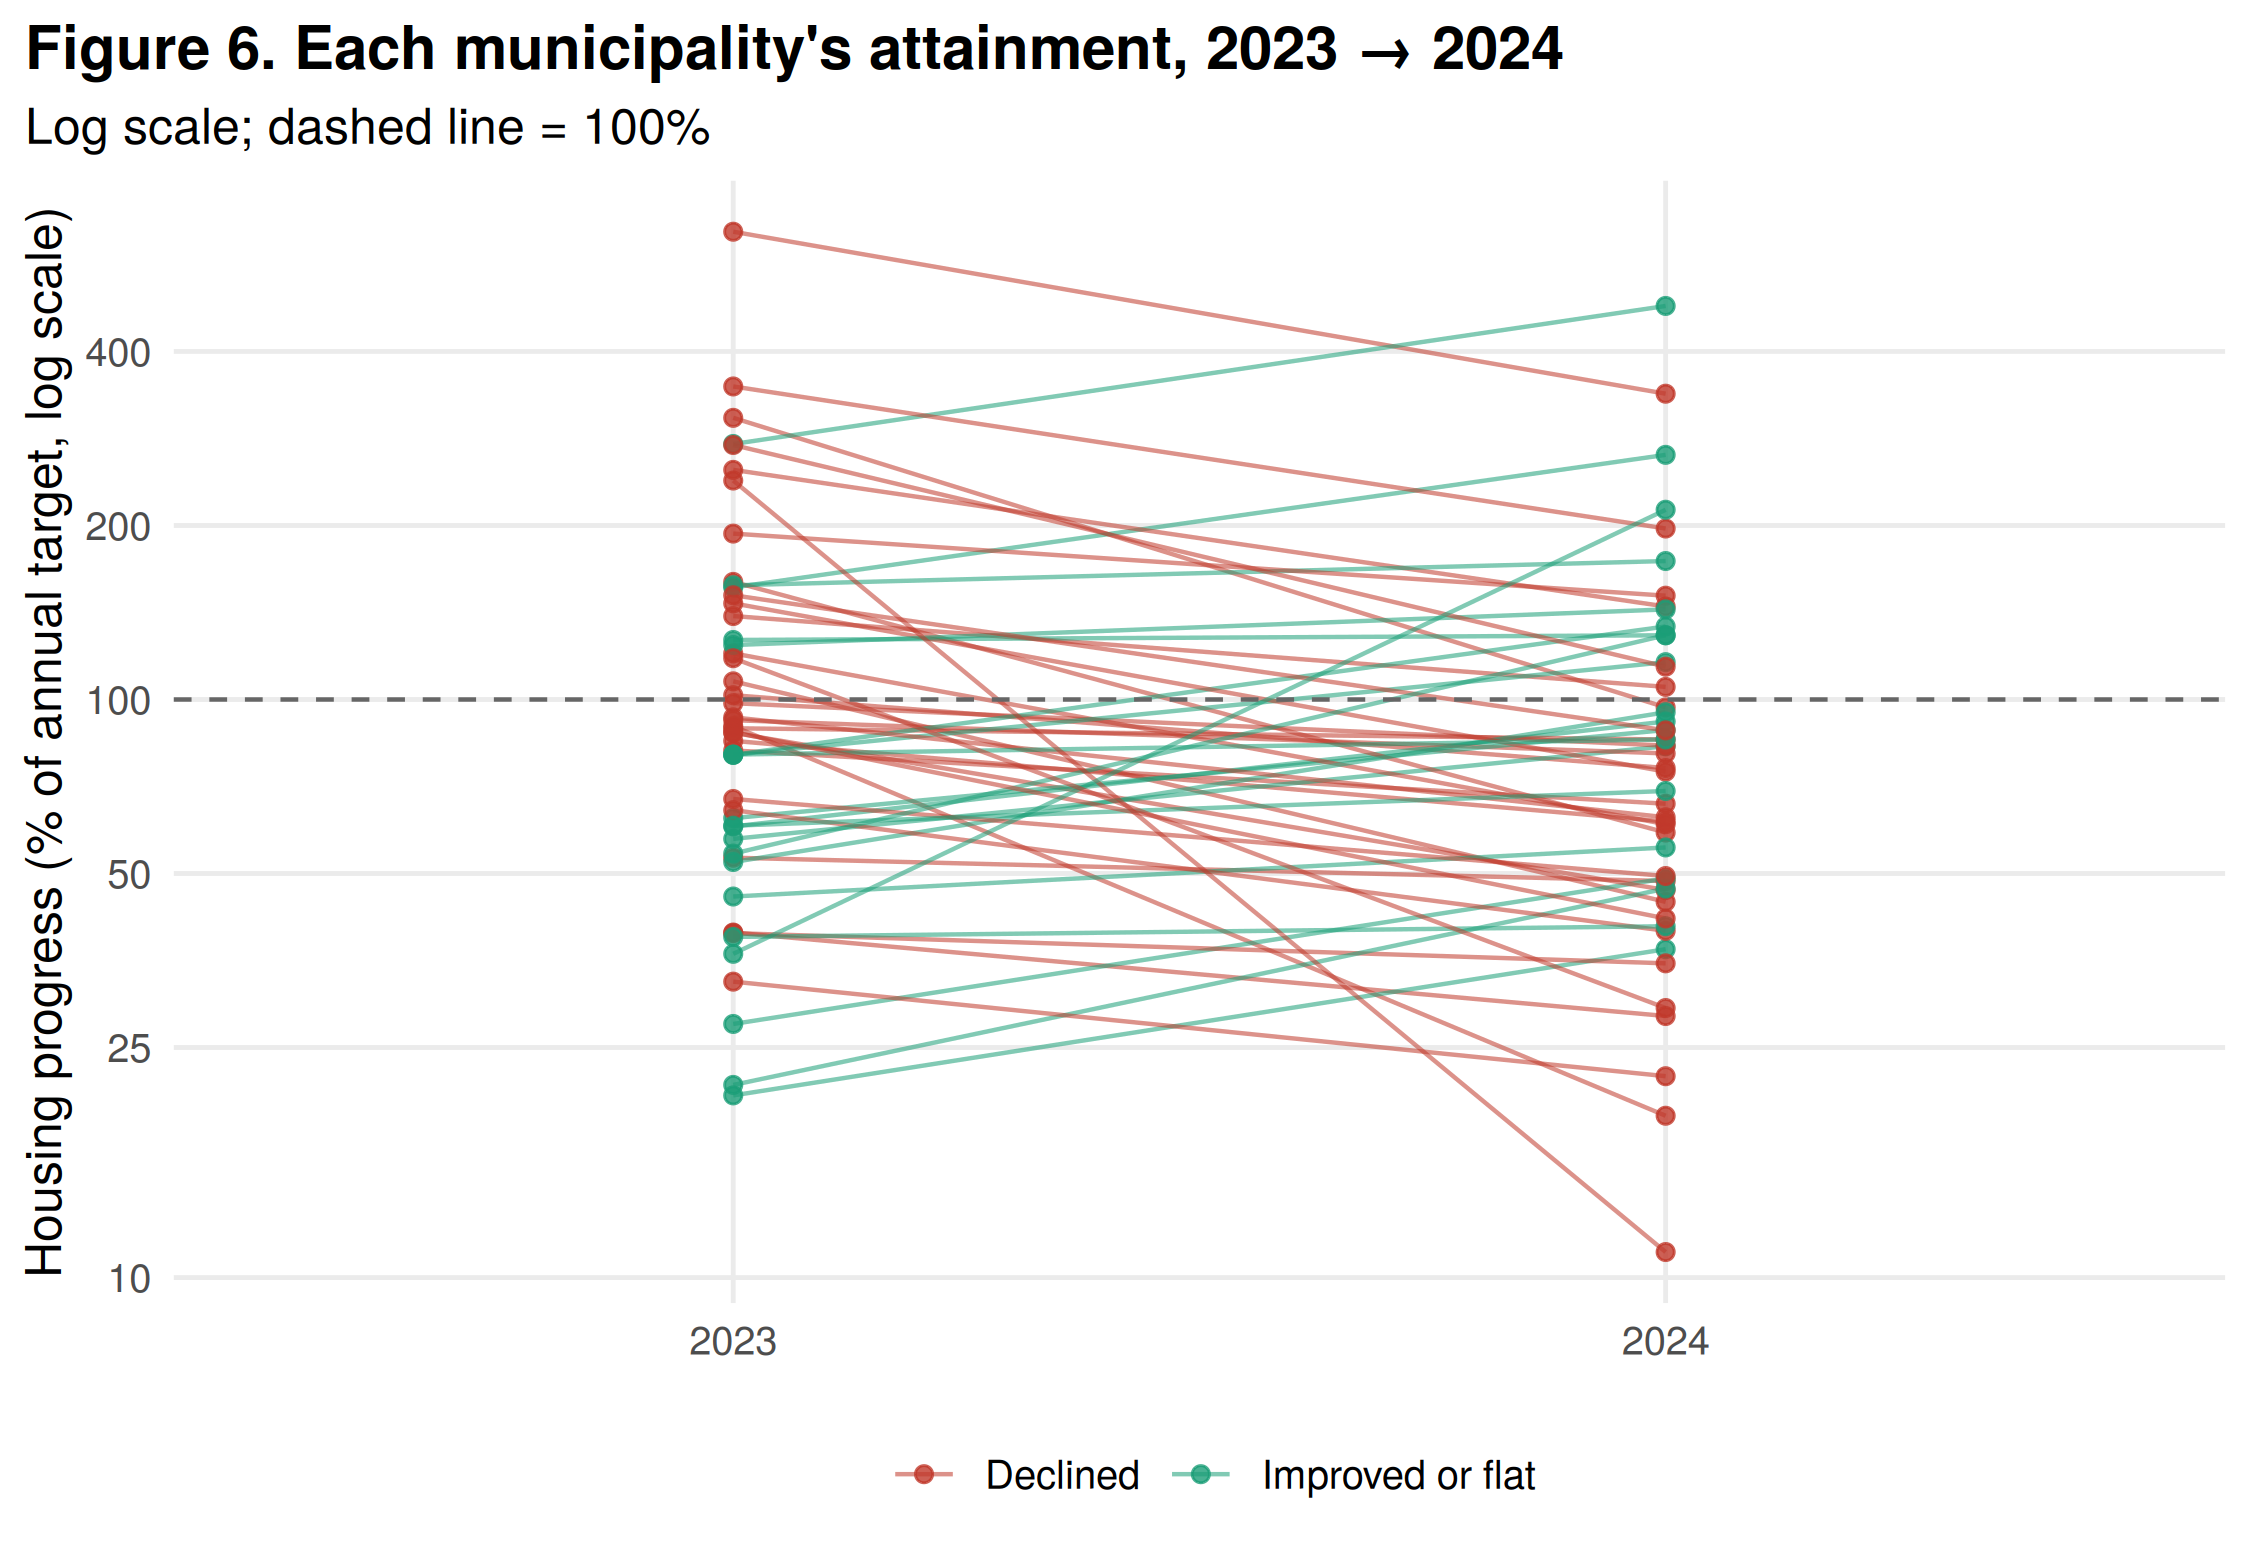 Figure 6. Each municipality's attainment, 2023 → 2024
Log scale; dashed line = 100%
Housing progress (% of annual target, log scale)
400
200
100
50
25
10
2023
2024
Declined
Improved or flat